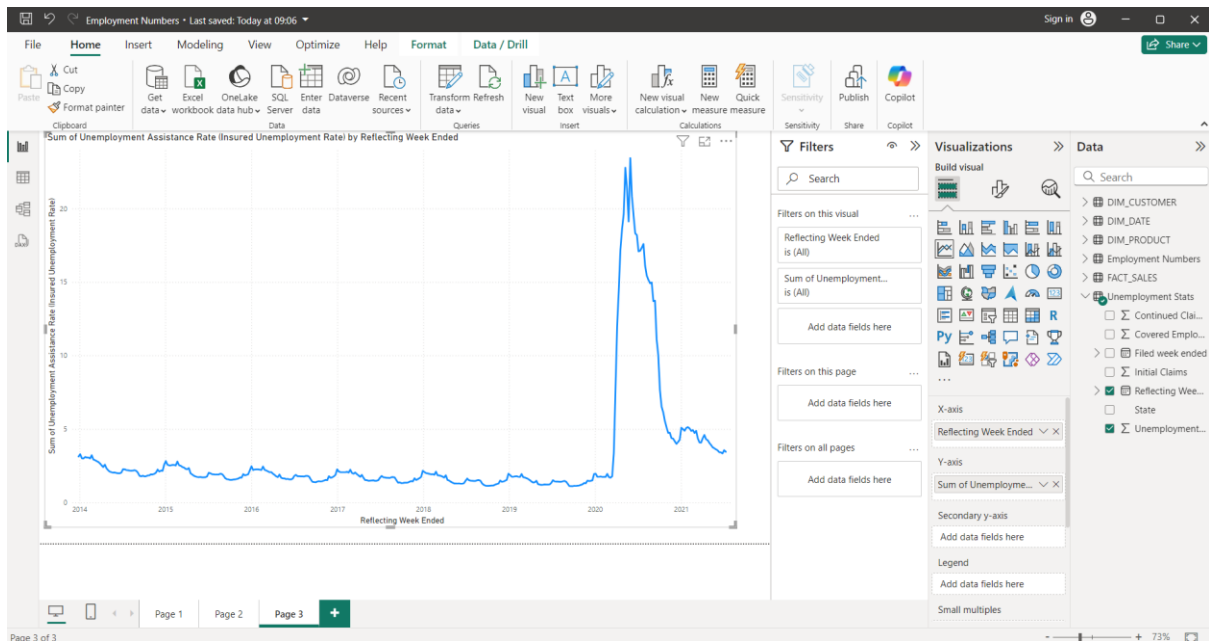 Employment Numbers • Last saved: Today at 09:06
Sign in
File Home Insert Modeling View Optimize Help Format Data / Drill
Share
Paste
Cut
Copy
Format painter
Clipboard
Get data
Excel workbook
OneLake data hub
SQL Server
Enter data
Dataverse
Recent sources
Data
Transform data
Refresh
Queries
New visual
Text box
More visuals
Insert
New visual calculation
New measure
Quick measure
Calculations
Sensitivity
Sensitivity
Publish
Share
Copilot
Copilot
Sum of Unemployment Assistance Rate (Insured Unemployment Rate) by Reflecting Week Ended
Sum of Unemployment Assistance Rate (Insured Unemployment Rate)
20
15
10
5
0
2014 2015 2016 2017 2018 2019 2020 2021
Reflecting Week Ended
Filters
Search
Filters on this visual ...
Reflecting Week Ended
is (All)
Sum of Unemployment...
is (All)
Add data fields here
Filters on this page ...
Add data fields here
Filters on all pages ...
Add data fields here
Visualizations
Build visual
R
Py
...
X-axis
Reflecting Week Ended
Y-axis
Sum of Unemployme...
Secondary y-axis
Add data fields here
Legend
Add data fields here
Small multiples
Data
Search
DIM_CUSTOMER
DIM_DATE
DIM_PRODUCT
Employment Numbers
FACT_SALES
Unemployment Stats
Continued Clai...
Covered Emplo...
Filed week ended
Initial Claims
Reflecting Wee...
State
Unemployment...
Page 1 Page 2 Page 3
Page 3 of 3
73%